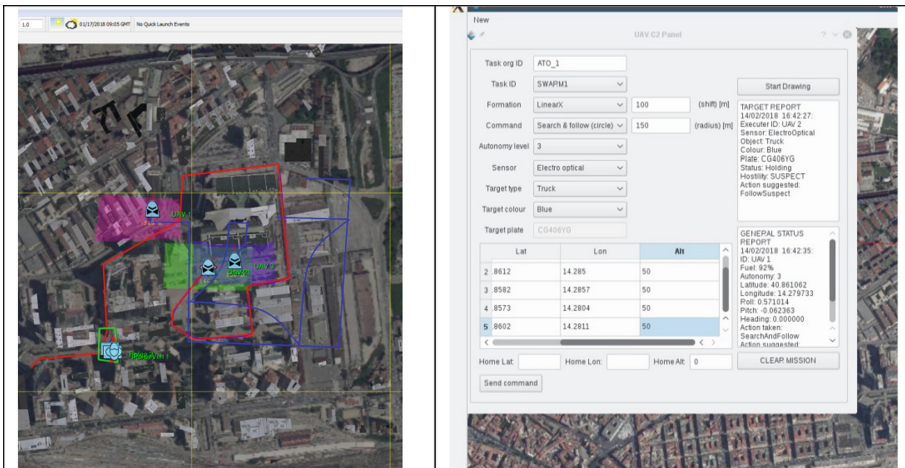 1.0
01/17/2018 09:05 GMT
No Quick Launch Events
UAV 1
UAV 3
New
UAV C2 Panel
Task org ID ATO_1
Task ID SWARM1
Formation LinearX 100 (shift) [m]
Command Search & follow (circle) 150 (radius) [m]
Autonomy level 3
Sensor Electro optical
Target type Truck
Target colour Blue
Target plate CG406YG
Lat Lon Alt
2 .8612 14.285 50
3 .8582 14.2857 50
4 .8573 14.2804 50
5 .8602 14.2811 50
Home Lat: Home Lon: Home Alt: 0
Send command
Start Drawing
TARGET REPORT
14/02/2018 16:42:27:
Executer ID: UAV 2
Sensor: ElectroOptical
Object: Truck
Colour: Blue
Plate: CG406YG
Status: Holding
Hostility: SUSPECT
Action suggested:
FollowSuspect
GENERAL STATUS
REPORT
14/02/2018 16:42:35:
ID: UAV 1
Fuel: 92%
Autonomy: 3
Latitude: 40.861062
Longitude: 14.279733
Roll: 0.571014
Pitch: -0.062363
Heading: 0.000000
Action taken:
SearchAndFollow
Action suggested:
CLEAR MISSION